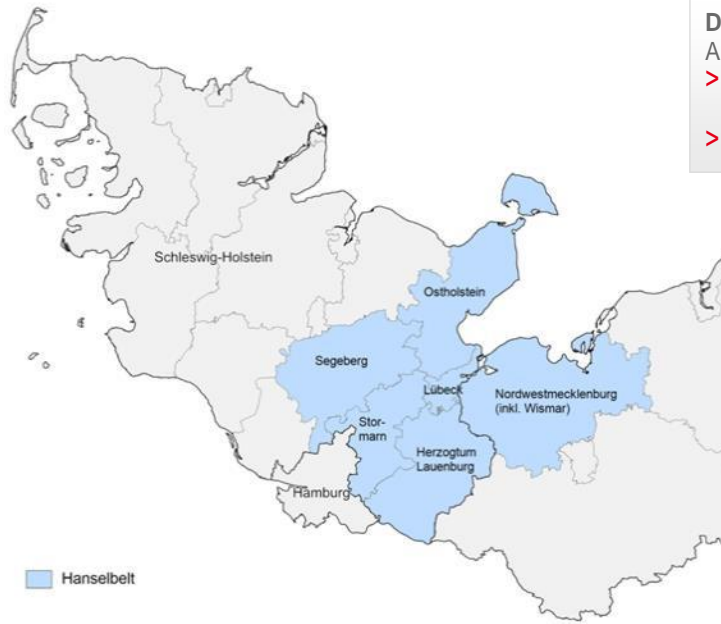 D
A
>
>
Schleswig-Holstein
Ostholstein
Segeberg
Lübeck
Nordwestmecklenburg
(inkl. Wismar)
Stor-
marn
Herzogtum
Lauenburg
Hamburg
Hanselbelt